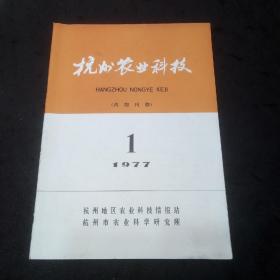 杭州农业科技
HANGZHOU NONGYE KEJI
(内部刊物)
1
1977
杭州地区农业科技情报站
杭州市农业科学研究所